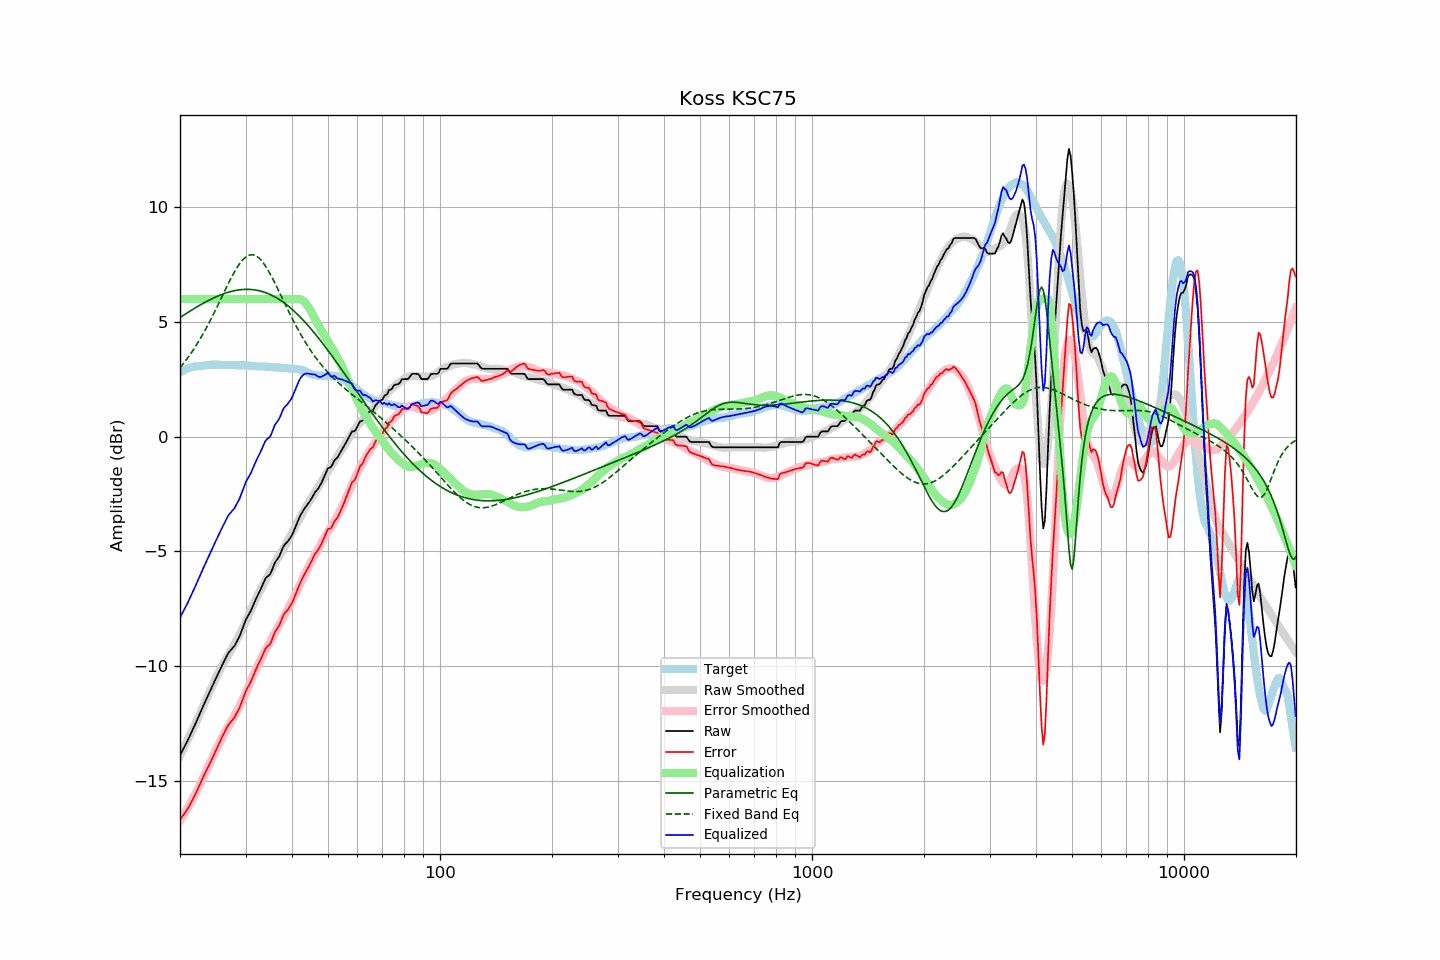 Koss KSC75
Amplitude (dBr)
10
5
0
−5
−10
−15
100
1000
10000
Frequency (Hz)
Target
Raw Smoothed
Error Smoothed
Raw
Error
Equalization
Parametric Eq
Fixed Band Eq
Equalized